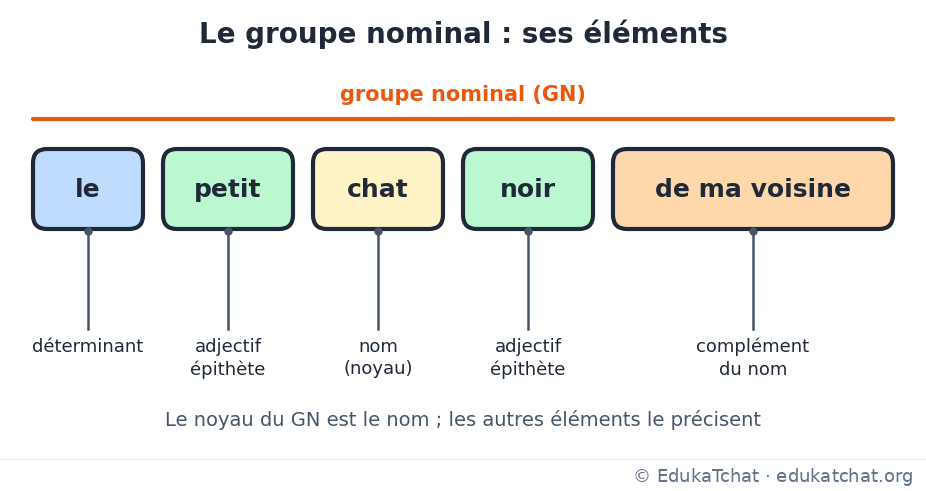 Le groupe nominal : ses éléments
groupe nominal (GN)
le petit chat noir de ma voisine
déterminant adjectif nom adjectif complément
épithète (noyau) épithète du nom
Le noyau du GN est le nom ; les autres éléments le précisent
© EdukaTchat · edukatchat.org